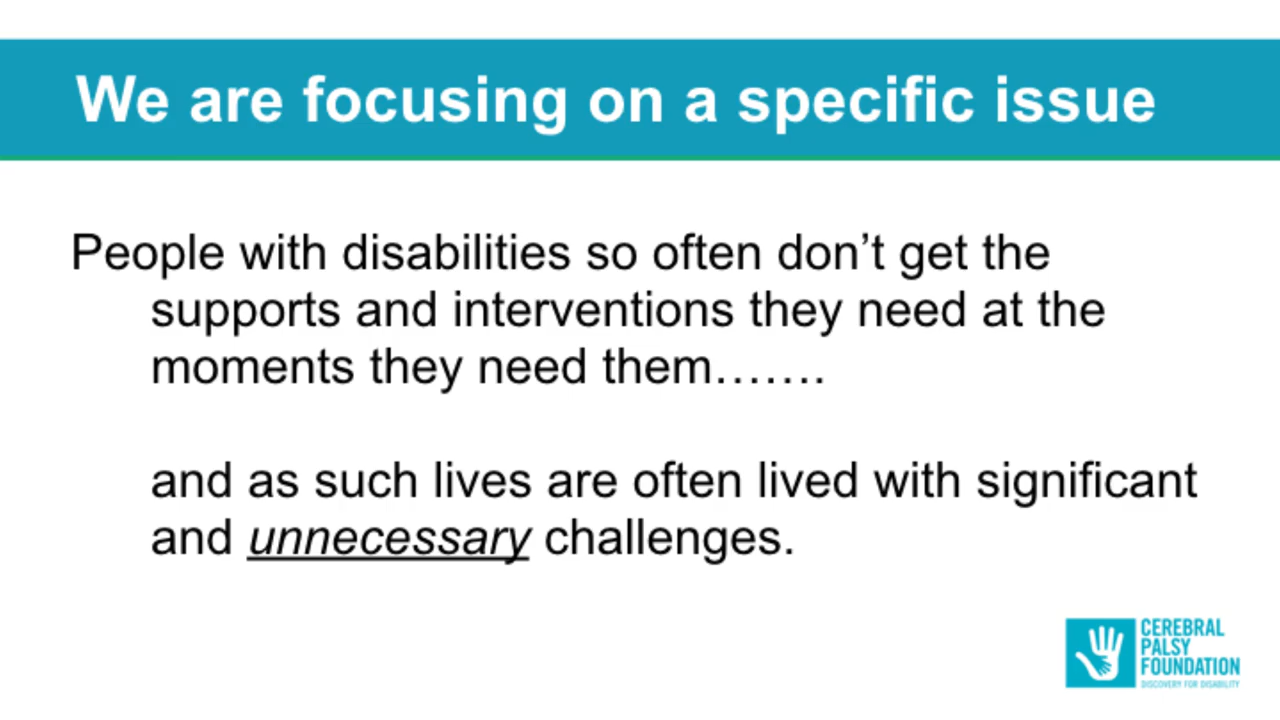 We are focusing on a specific issue
People with disabilities so often don’t get the
supports and interventions they need at the
moments they need them…….
and as such lives are often lived with significant
and unnecessary challenges.
CEREBRAL
PALSY
FOUNDATION
DISCOVERY FOR DISABILITY